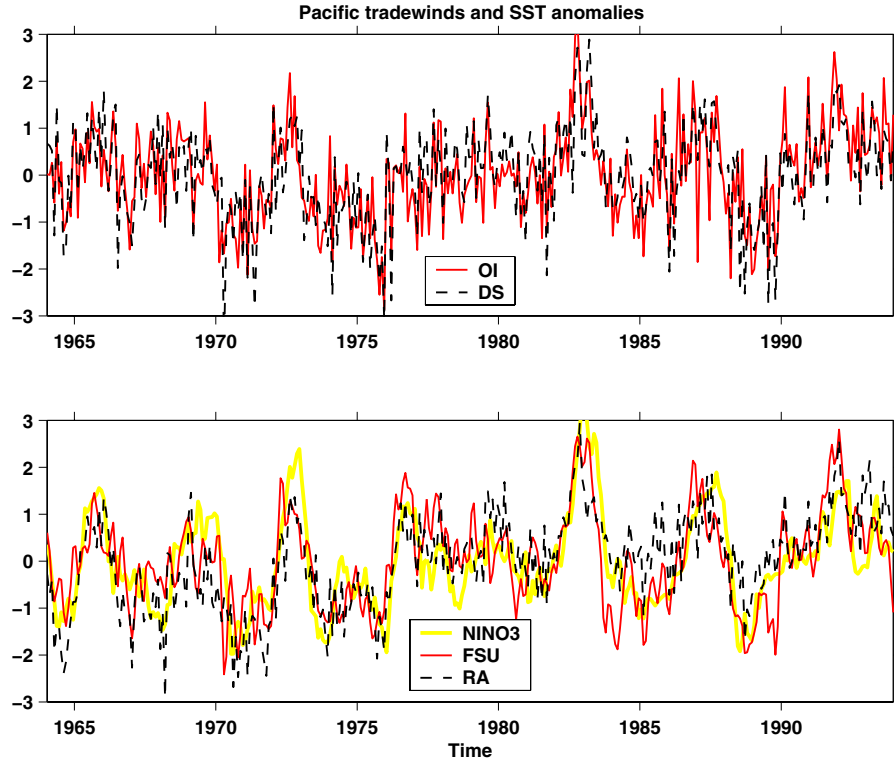 Pacific tradewinds and SST anomalies
3
2
1
0
−1
−2
−3
OI
DS
1965 1970 1975 1980 1985 1990
3
2
1
0
−1
−2
−3
NINO3
FSU
RA
1965 1970 1975 1980 1985 1990
Time